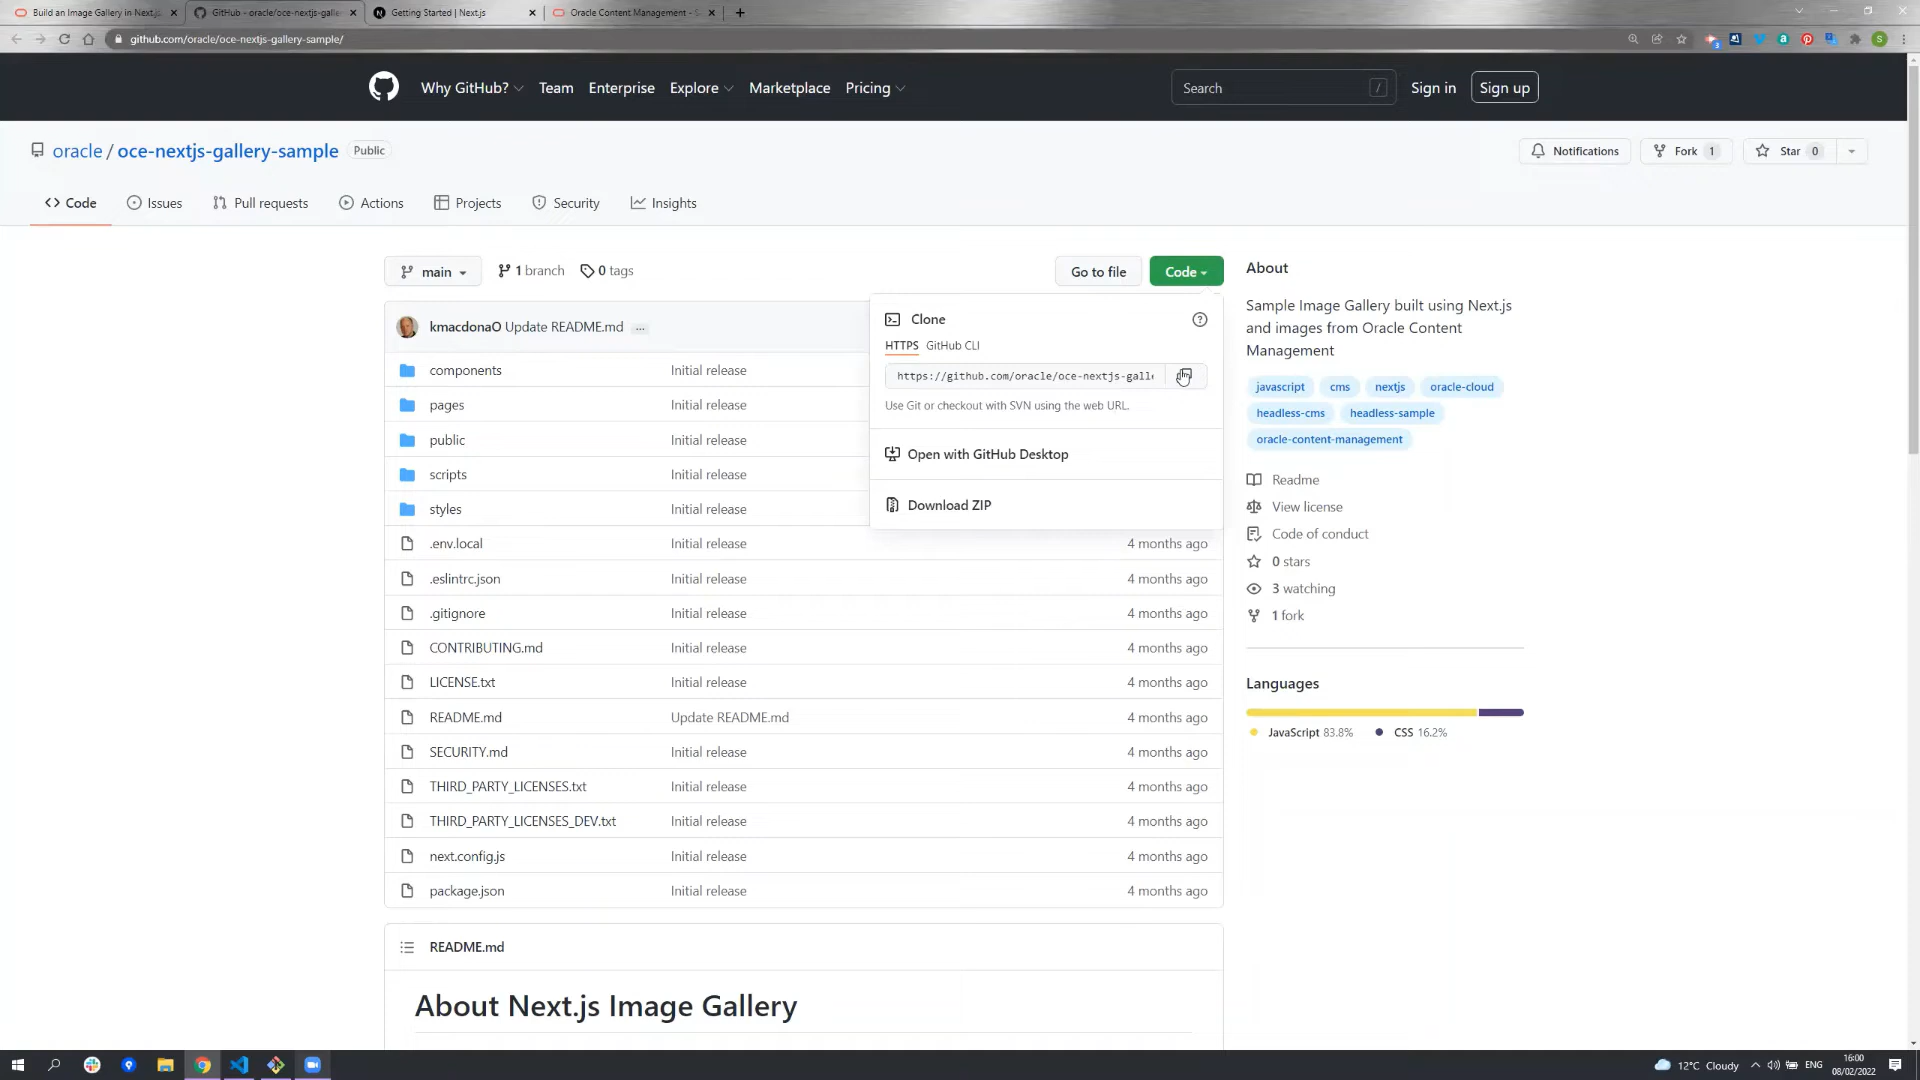 Build an Image Gallery in Next.j
GitHub - oracle/oce-nextjs-galle
Getting Started | Next.js
Oracle Content Management - S
github.com/oracle/oce-nextjs-gallery-sample/
Why GitHub?
Team
Enterprise
Explore
Marketplace
Pricing
Search
/
Sign in
Sign up
oracle / oce-nextjs-gallery-sample
Public
Notifications
Fork 1
Star 0
Code
Issues
Pull requests
Actions
Projects
Security
Insights
main
1 branch
0 tags
Go to file
Code
About
Sample Image Gallery built using Next.js
and images from Oracle Content
Management
javascript
cms
nextjs
oracle-cloud
headless-cms
headless-sample
oracle-content-management
Readme
View license
Code of conduct
0 stars
3 watching
1 fork
Languages
JavaScript 83.8%
CSS 16.2%
kmacdonaO Update README.md ...
Clone
HTTPS
GitHub CLI
https://github.com/oracle/oce-nextjs-gall
Use Git or checkout with SVN using the web URL.
Open with GitHub Desktop
Download ZIP
components Initial release
pages Initial release
public Initial release
scripts Initial release
styles Initial release
.env.local Initial release 4 months ago
.eslintrc.json Initial release 4 months ago
.gitignore Initial release 4 months ago
CONTRIBUTING.md Initial release 4 months ago
LICENSE.txt Initial release 4 months ago
README.md Update README.md 4 months ago
SECURITY.md Initial release 4 months ago
THIRD_PARTY_LICENSES.txt Initial release 4 months ago
THIRD_PARTY_LICENSES_DEV.txt Initial release 4 months ago
next.config.js Initial release 4 months ago
package.json Initial release 4 months ago
README.md
About Next.js Image Gallery
12°C Cloudy
ENG
16:00
08/02/2022